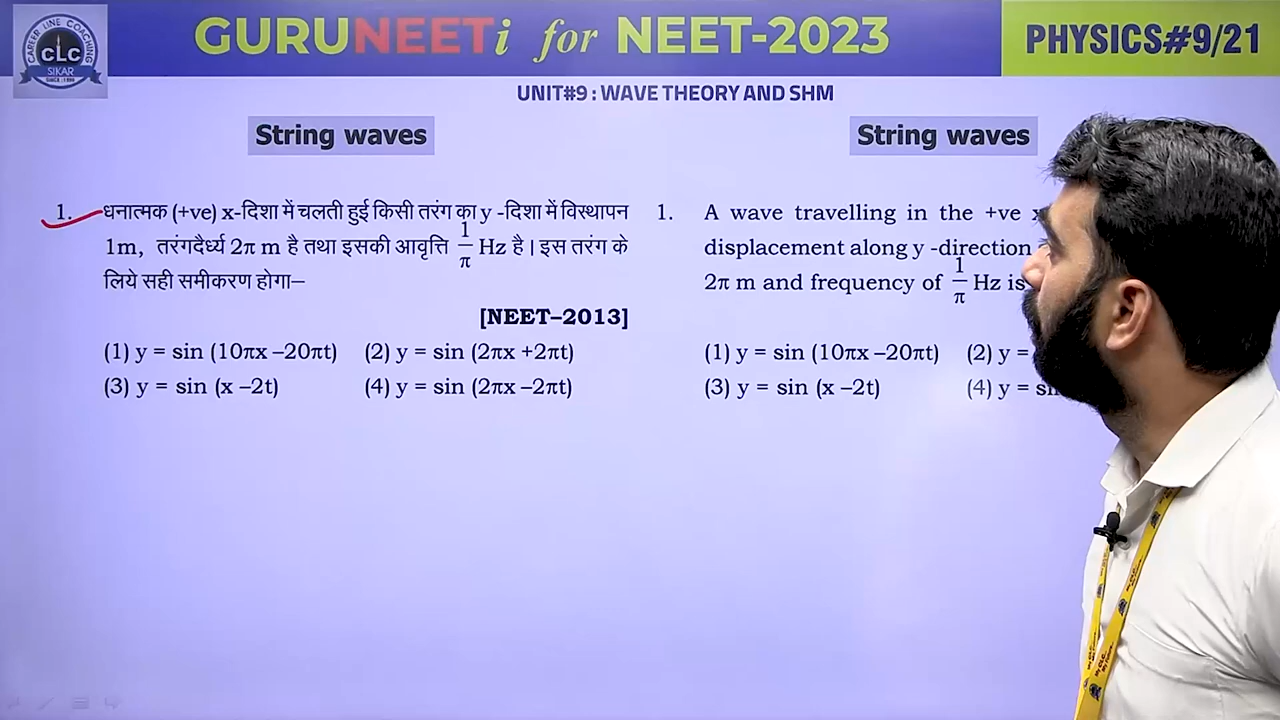 CAREER LINE COACHING
CLC
SIKAR
SINCE : 1996
GURUNEETi for NEET-2023
PHYSICS#9/21
UNIT#9 : WAVE THEORY AND SHM
String waves
1. धनात्मक (+ve) x-दिशा में चलती हुई किसी तरंग का y -दिशा में विस्थापन
1m, तरंगदैर्ध्य 2π m है तथा इसकी आवृत्ति 1/π Hz है। इस तरंग के
लिये सही समीकरण होगा–
[NEET–2013]
(1) y = sin (10πx –20πt) (2) y = sin (2πx +2πt)
(3) y = sin (x –2t) (4) y = sin (2πx –2πt)
String waves
1. A wave travelling in the +ve x
displacement along y -direction
2π m and frequency of 1/π Hz is
(1) y = sin (10πx –20πt) (2) y =
(3) y = sin (x –2t) (4) y =